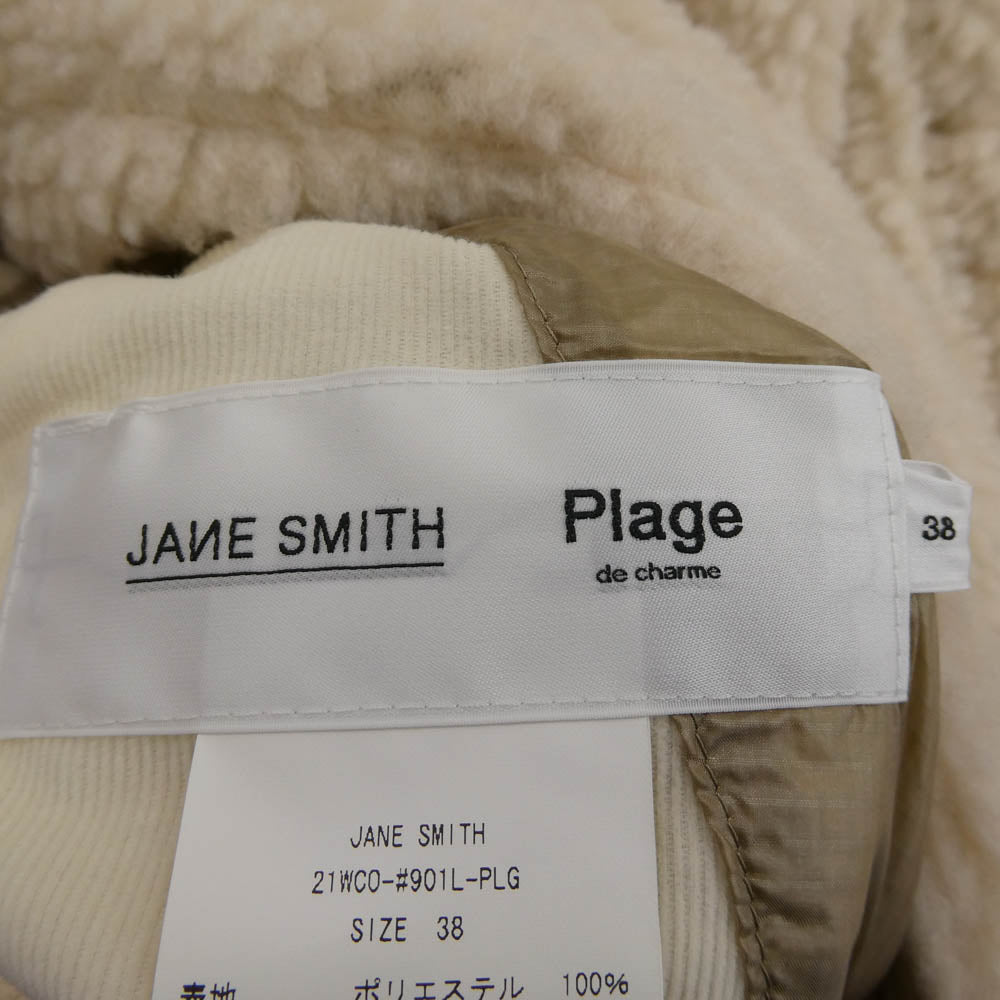 JAИE SMITH
Plage
de charme
38
JANE SMITH
21WCO-#901L-PLG
SIZE 38
表地 ポリエステル 100%